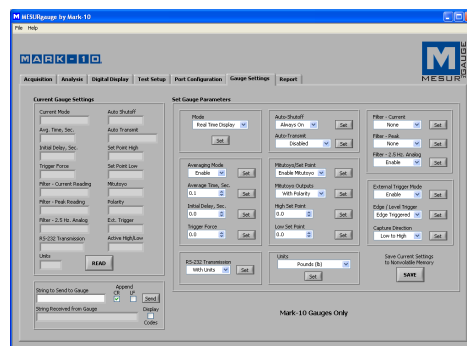 MESURgauge by Mark-10
File Help
MARK-10
M
MESUR
GAUGE
Acquisition Analysis Digital Display Test Setup Port Configuration Gauge Settings Report
Current Gauge Settings
Current Mode Auto Shutoff
Avg. Time, Sec. Auto Transmit
Initial Delay, Sec. Set Point High
Trigger Force Set Point Low
Filter - Current Reading Mitutoyo
Filter - Peak Reading Polarity
Filter - 2.5 Hz. Analog Ext. Trigger
RS-232 Transmission Active High/Low
Units
READ
String to Send to Gauge
Append
CR LF
Send
String Received from Gauge
Display
Codes
Set Gauge Parameters
Mode
Real Time Display
Set
Auto-Shutoff
Always On Set
Auto-Transmit
Disabled Set
Filter - Current
None Set
Filter - Peak
None Set
Filter - 2.5 Hz. Analog
Enable Set
Averaging Mode
Enable Set
Average Time, Sec.
0.1 Set
Initial Delay, Sec.
0.0 Set
Trigger Force
0.0 Set
Mitutoyo/Set Point
Enable Mitutoyo Set
Mitutoyo Outputs
With Polarity Set
High Set Point
0.0 Set
Low Set Point
0.0 Set
External Trigger Mode
Enable Set
Edge / Level Trigger
Edge Triggered Set
Capture Direction
Low to High Set
RS-232 Transmission
With Units Set
Units
Pounds (lb)
Set
Save Current Settings
to Nonvolatile Memory
SAVE
Mark-10 Gauges Only